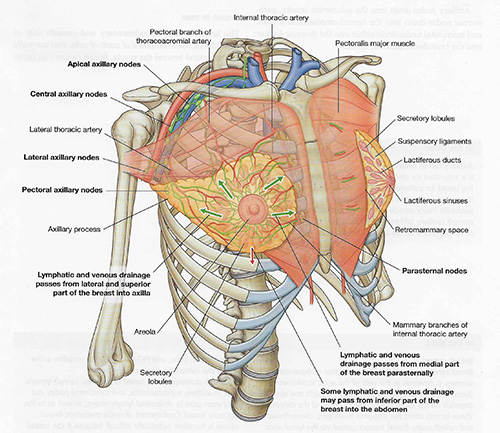 Internal thoracic artery
Pectoral branch of
thoracoacromial artery
Pectoralis major muscle
Apical axillary nodes
Central axillary nodes
Lateral thoracic artery
Lateral axillary nodes
Pectoral axillary nodes
Axillary process
Lymphatic and venous drainage
passes from lateral and superior
part of the breast into axilla
Areola
Secretory
lobules
Secretory lobules
Suspensory ligaments
Lactiferous ducts
Lactiferous sinuses
Retromammary space
Parasternal nodes
Mammary branches of
internal thoracic artery
Lymphatic and venous
drainage passes from medial part
of the breast parasternally
Some lymphatic and venous drainage
may pass from inferior part of the
breast into the abdomen